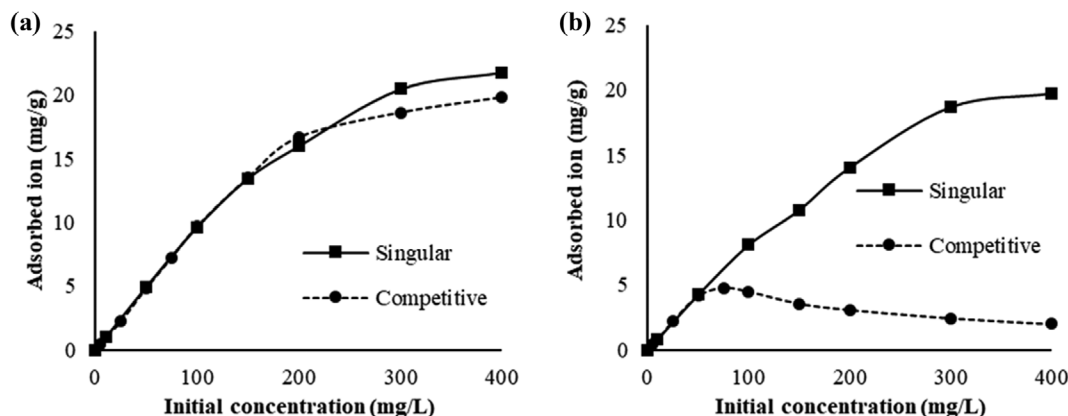 (a)
25
20
15
10
5
0
Adsorbed ion (mg/g)
Singular
Competitive
0 100 200 300 400
Initial concentration (mg/L)
(b)
25
20
15
10
5
0
Adsorbed ion (mg/g)
Singular
Competitive
0 100 200 300 400
Initial concentration (mg/L)